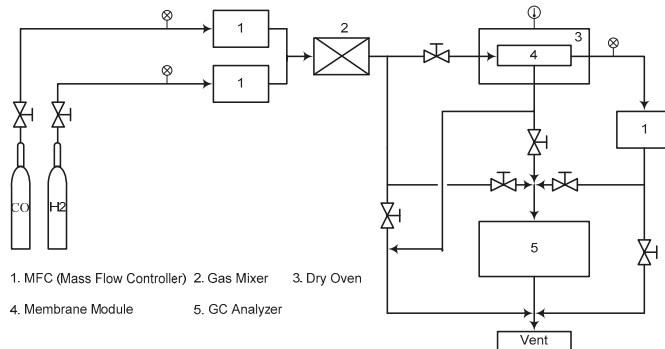 1
2
3
4
1
1
CO
H2
5
1. MFC (Mass Flow Controller) 2. Gas Mixer 3. Dry Oven
4. Membrane Module 5. GC Analyzer
Vent